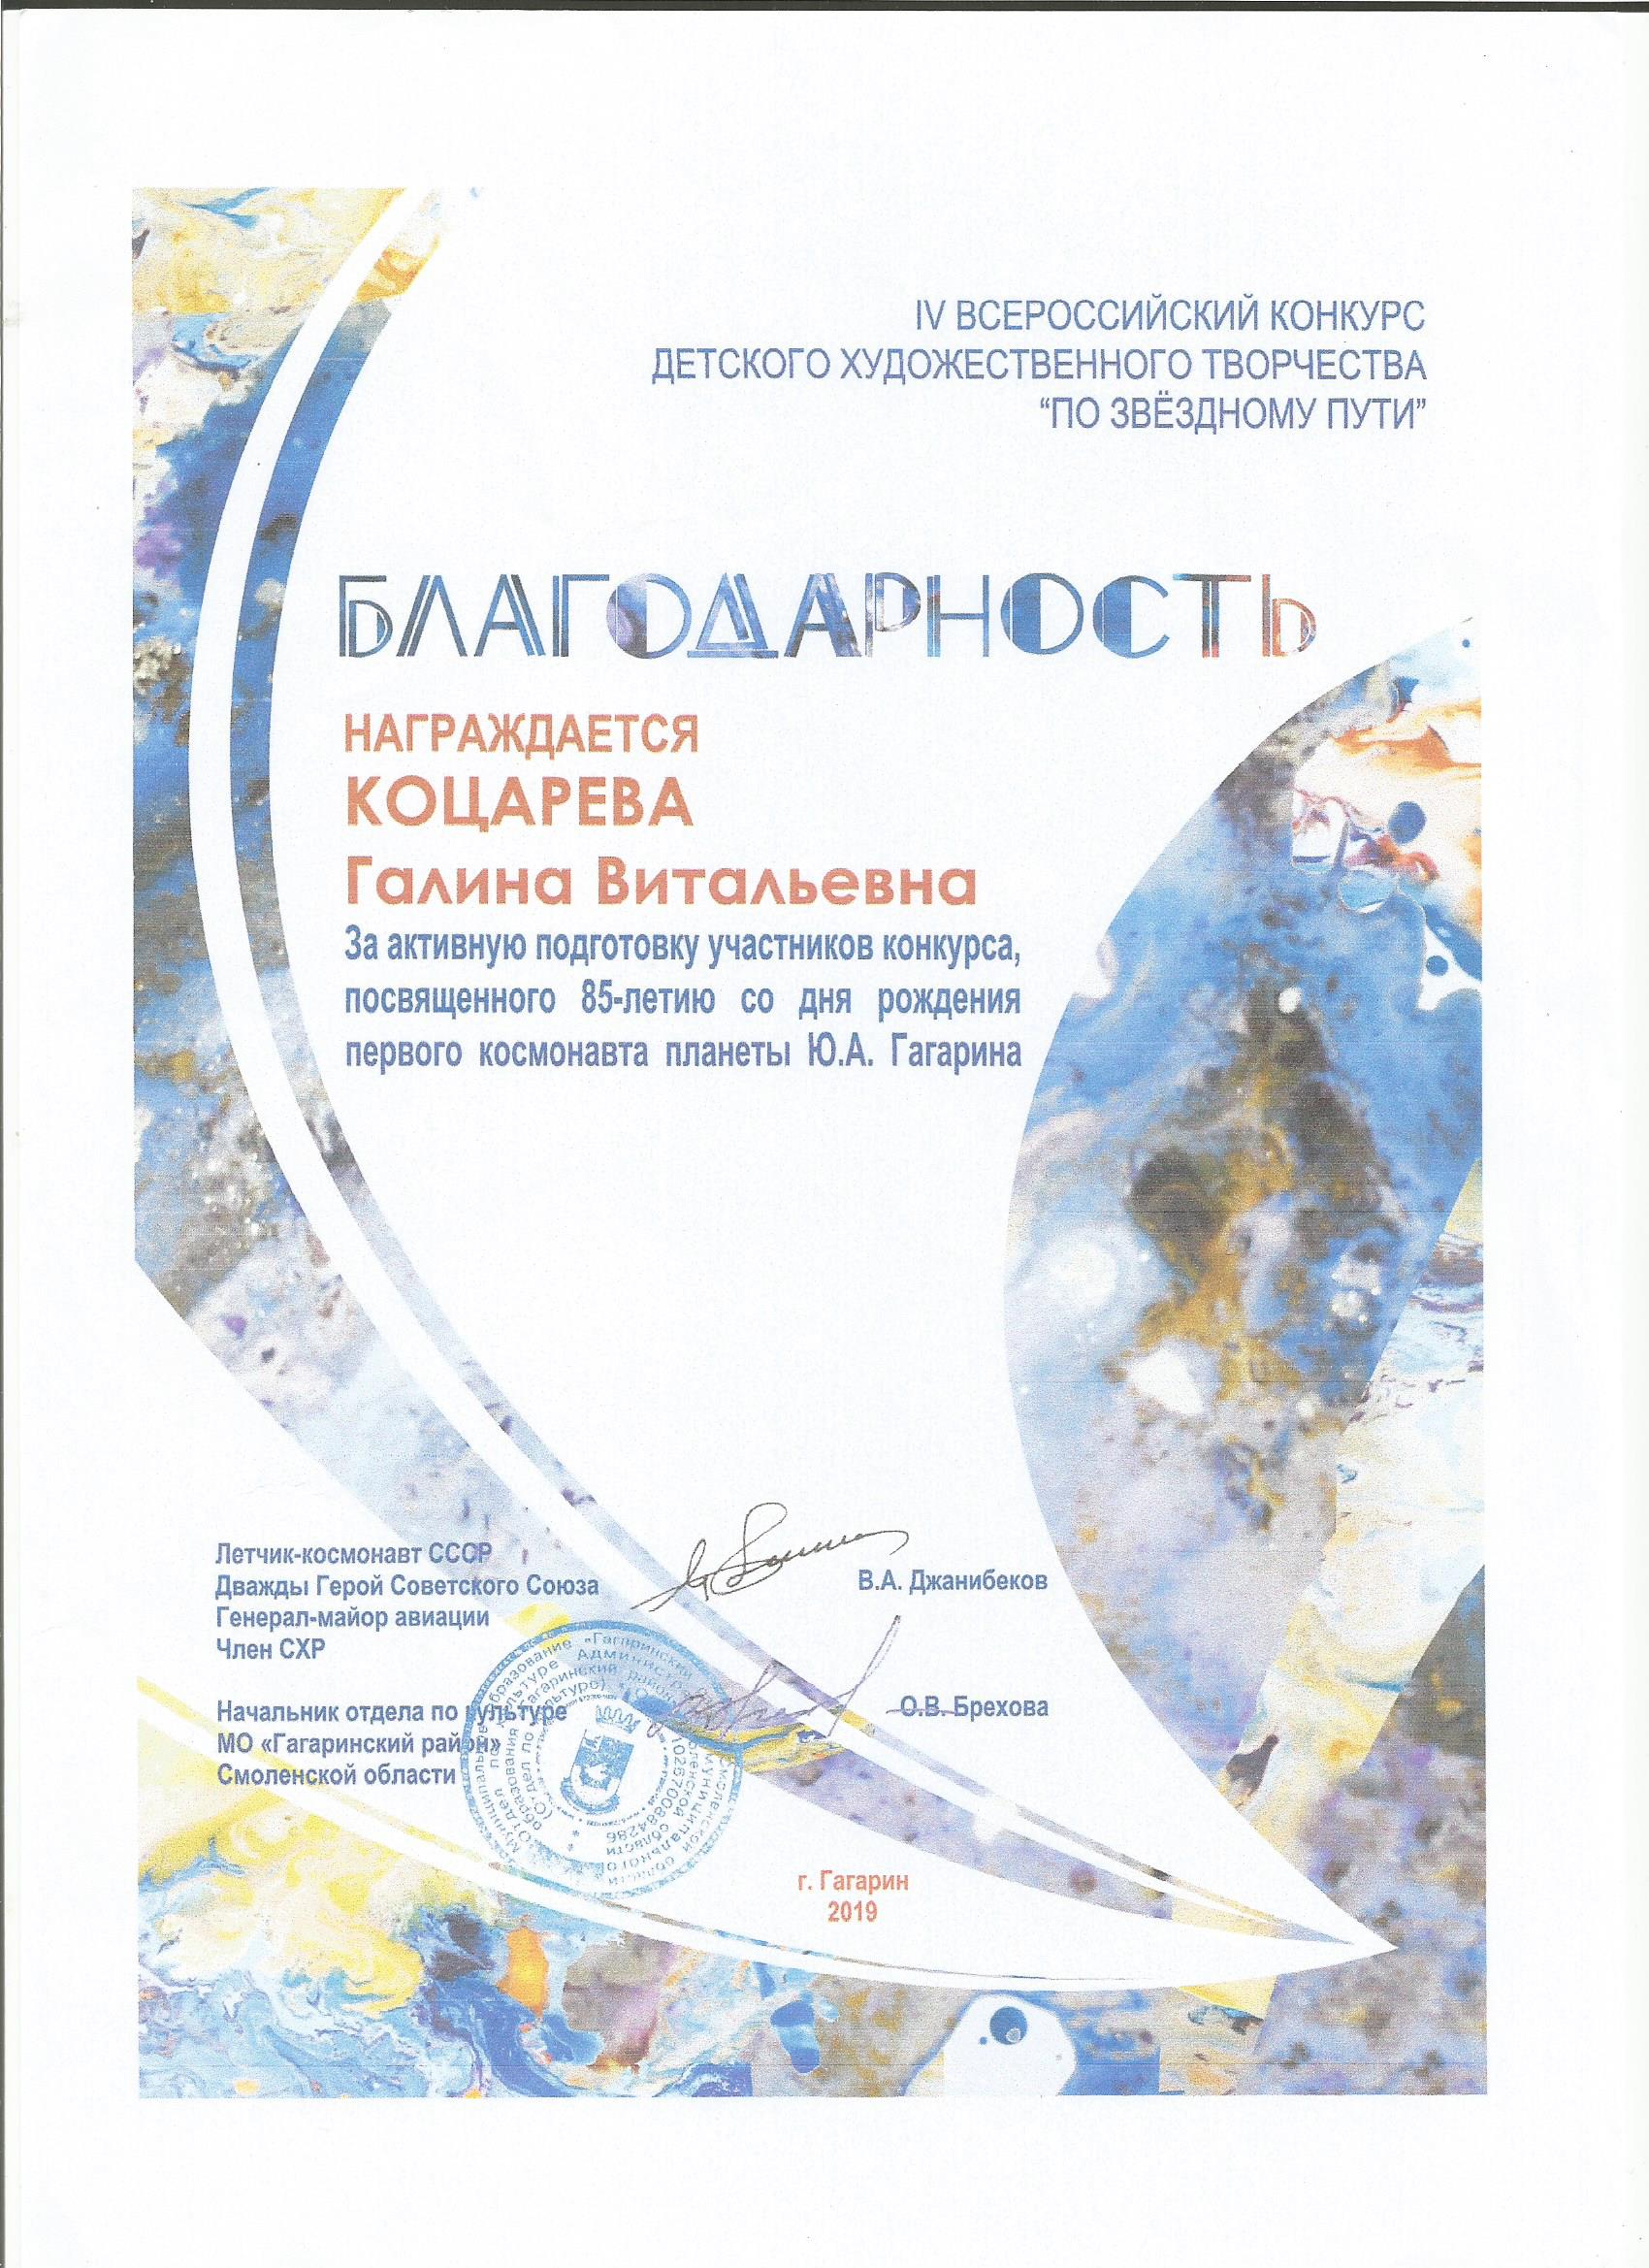 IV ВСЕРОССИЙСКИЙ КОНКУРС
ДЕТСКОГО ХУДОЖЕСТВЕННОГО ТВОРЧЕСТВА
“ПО ЗВЁЗДНОМУ ПУТИ”
БЛАГОДАРНОСТЬ
НАГРАЖДАЕТСЯ
КОЦАРЕВА
Галина Витальевна
За активную подготовку участников конкурса,
посвященного 85-летию со дня рождения
первого космонавта планеты Ю.А. Гагарина
Летчик-космонавт СССР
Дважды Герой Советского Союза
Генерал-майор авиации
Член СХР
В.А. Джанибеков
Начальник отдела по культуре
МО «Гагаринский район»
Смоленской области
О.В. Брехова
г. Гагарин
2019